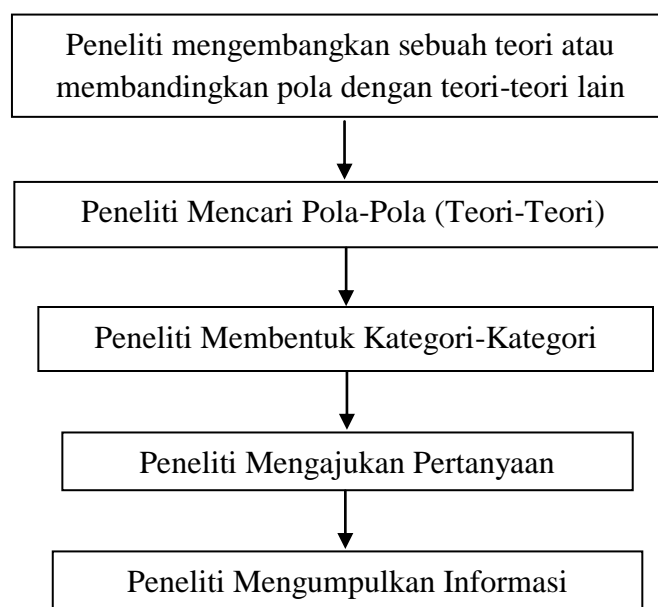 Peneliti mengembangkan sebuah teori atau
membandingkan pola dengan teori-teori lain
Peneliti Mencari Pola-Pola (Teori-Teori)
Peneliti Membentuk Kategori-Kategori
Peneliti Mengajukan Pertanyaan
Peneliti Mengumpulkan Informasi